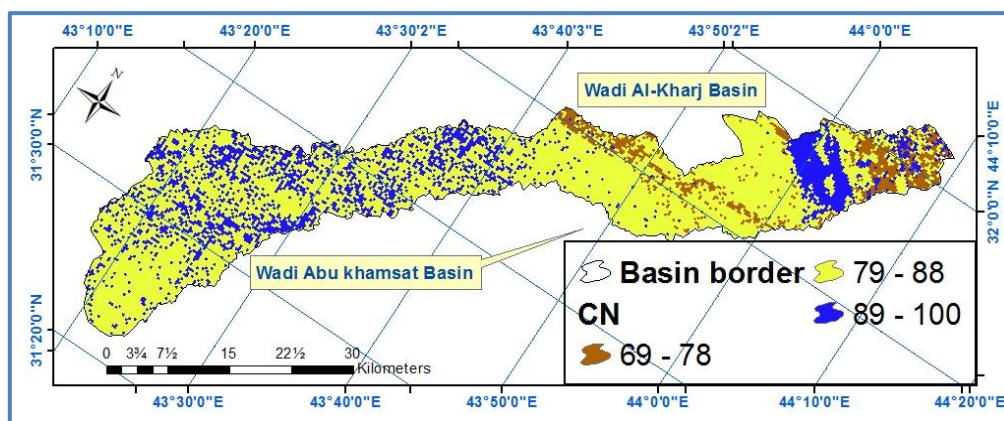 43°10'0"E 43°20'0"E 43°30'2"E 43°40'3"E 43°50'2"E 44°0'0"E
N
Wadi Al-Kharj Basin
31°30'0"N
44°10'0"E
32°0'0"N
31°20'0"N
Wadi Abu khamsat Basin
Basin border
79 - 88
CN
89 - 100
69 - 78
0 3¾ 7½ 15 22½ 30
Kilometers
43°30'0"E 43°40'0"E 43°50'0"E 44°0'0"E 44°10'0"E 44°20'0"E